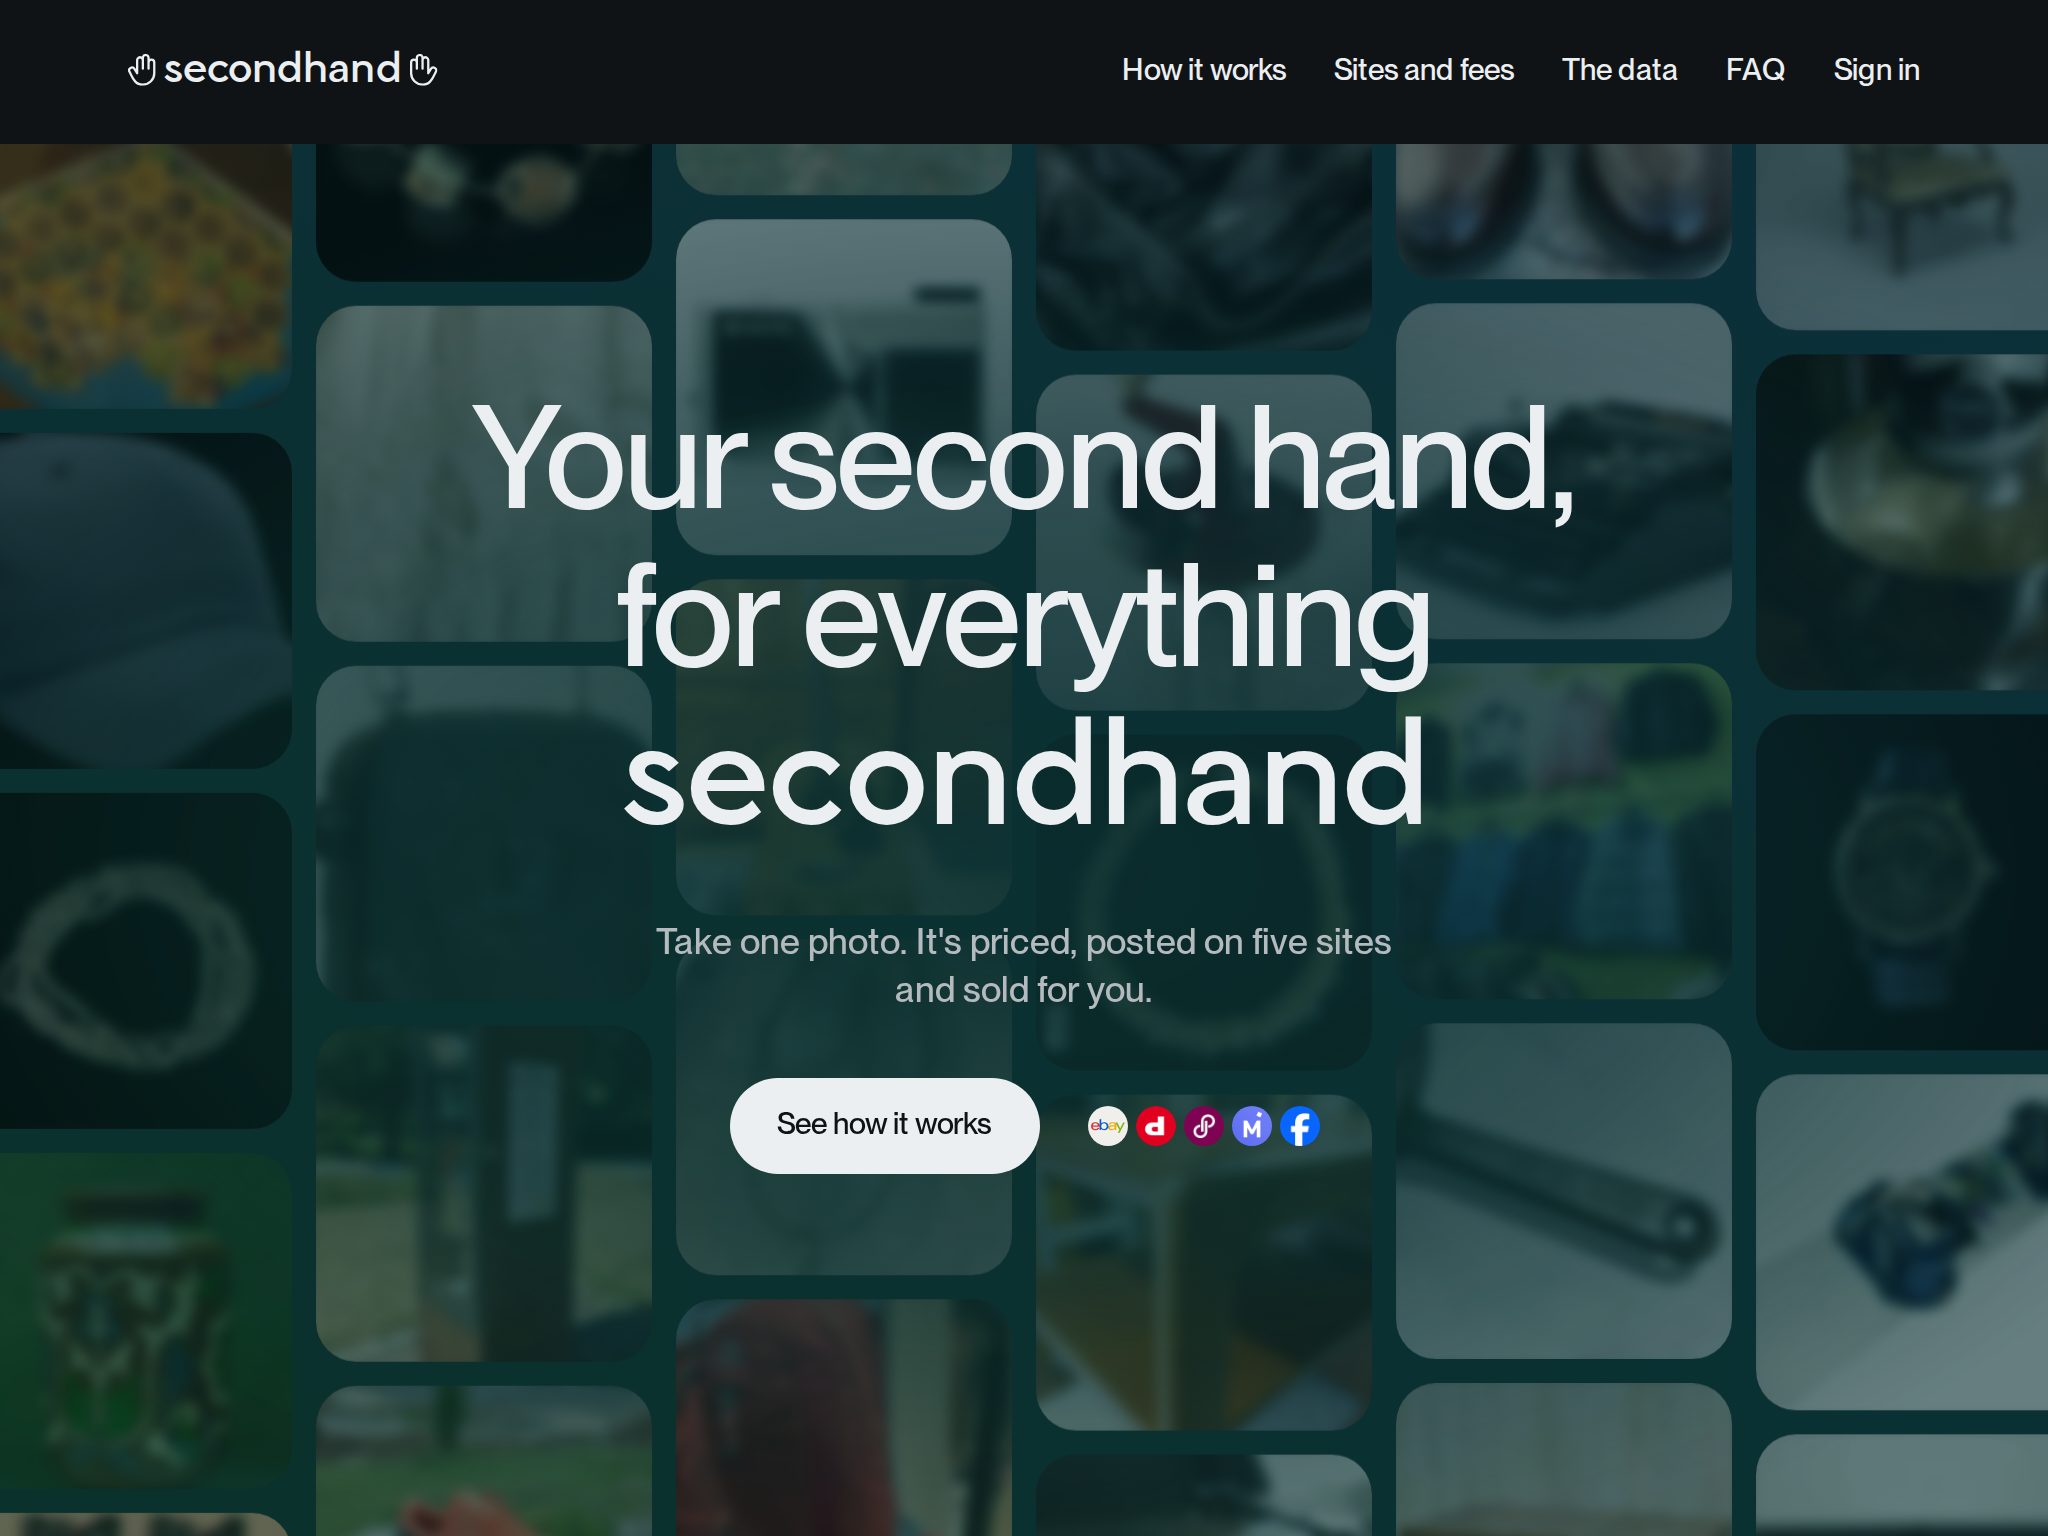 secondhand
How it works
Sites and fees
The data
FAQ
Sign in
Your second hand,
for everything
secondhand
Take one photo. It's priced, posted on five sites
and sold for you.
See how it works
ebay